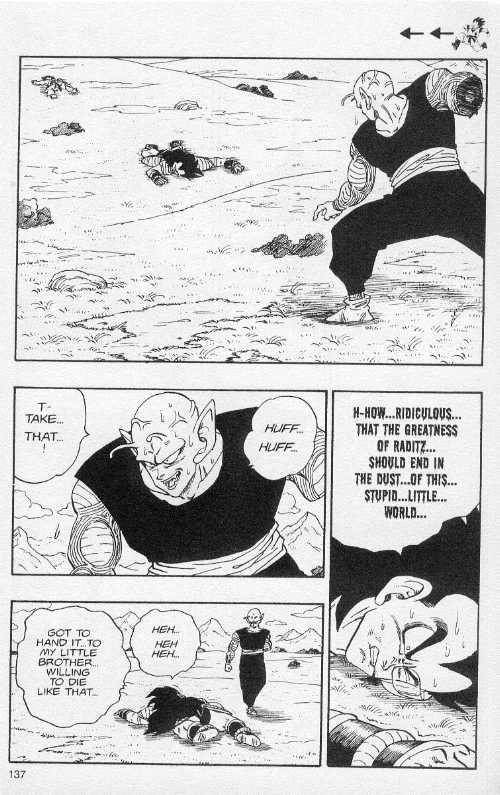 H-HOW...RIDICULOUS...
THAT THE GREATNESS
OF RADITZ...
SHOULD END IN
THE DUST...OF THIS...
STUPID...LITTLE...
WORLD...
HUFF...
HUFF...
T-
TAKE...
THAT...
!
HEH...
HEH
HEH...
GOT TO
HAND IT...TO
MY LITTLE
BROTHER...
WILLING
TO DIE
LIKE THAT...
137